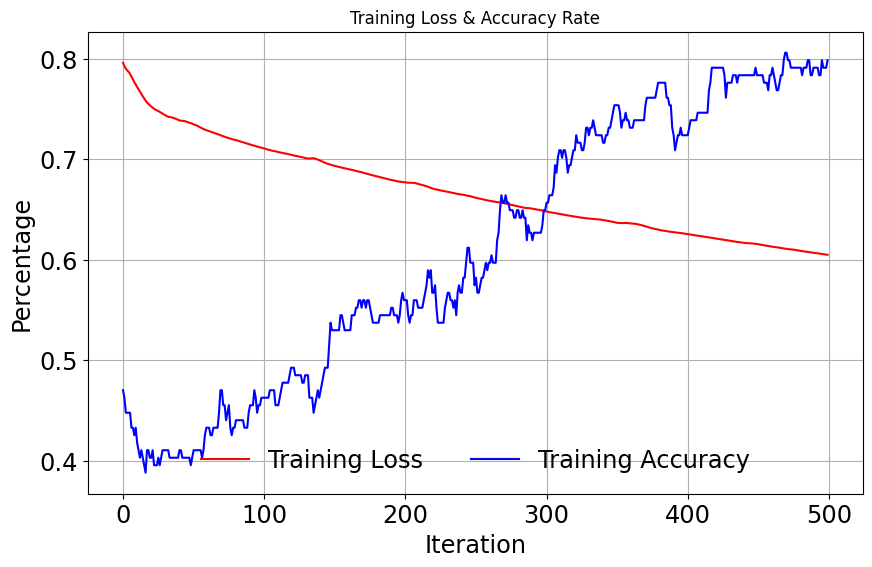 Training Loss & Accuracy Rate
Percentage
0.8
0.7
0.6
0.5
0.4
Training Loss Training Accuracy
0 100 200 300 400 500
Iteration